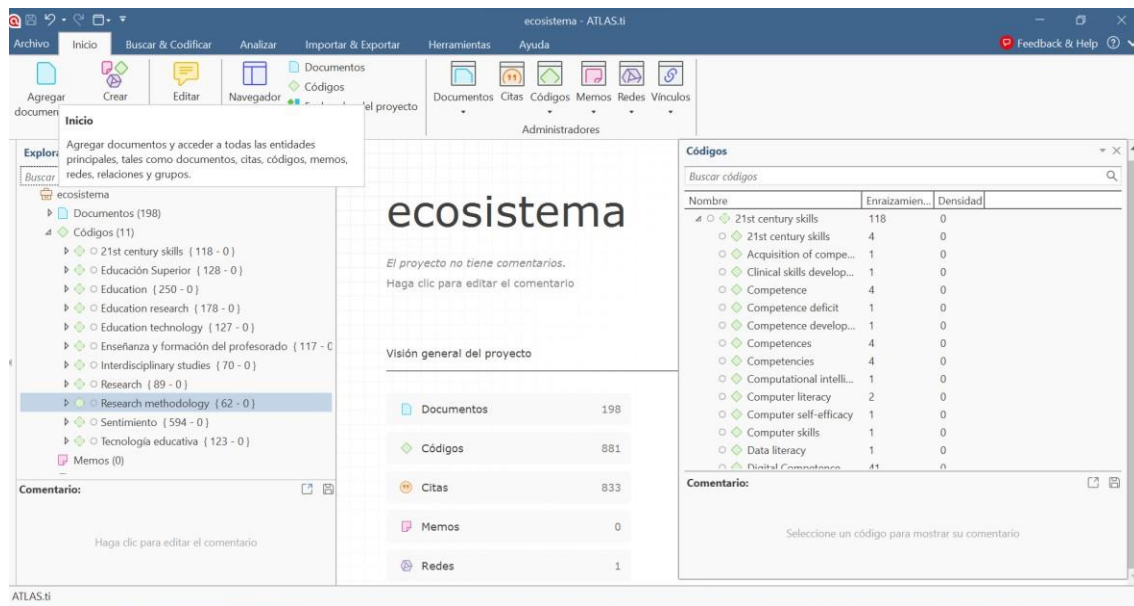 ecosistema - ATLAS.ti
Archivo Inicio Buscar & Codificar Analizar Importar & Exportar Herramientas Ayuda Feedback & Help
Agregar
Crear
Editar
Navegador
Documentos
Códigos
del proyecto
Documentos Citas Códigos Memos Redes Vínculos
Administradores
Inicio
Agregar documentos y acceder a todas las entidades
principales, tales como documentos, citas, códigos, memos,
redes, relaciones y grupos.
Buscar
ecosistema
Documentos (198)
Códigos (11)
21st century skills { 118 - 0 }
Educación Superior { 128 - 0 }
Education { 250 - 0 }
Education research { 178 - 0 }
Education technology { 127 - 0 }
Enseñanza y formación del profesorado { 117 - 0
Interdisciplinary studies { 70 - 0 }
Research { 89 - 0 }
Research methodology { 62 - 0 }
Sentimiento { 594 - 0 }
Tecnología educativa { 123 - 0 }
Memos (0)
Comentario:
Haga clic para editar el comentario
ecosistema
El proyecto no tiene comentarios.
Haga clic para editar el comentario
Visión general del proyecto
Documentos 198
Códigos 881
Citas 833
Memos 0
Redes 1
Códigos
Buscar códigos
Nombre Enraizamien... Densidad
21st century skills 118 0
21st century skills 4 0
Acquisition of compe... 1 0
Clinical skills develop... 1 0
Competence 4 0
Competence deficit 1 0
Competence develop... 1 0
Competences 4 0
Competencies 4 0
Computational intelli... 1 0
Computer literacy 2 0
Computer self-efficacy 1 0
Computer skills 1 0
Data literacy 1 0
Digital Competence 41 0
Comentario:
Seleccione un código para mostrar su comentario
ATLAS.ti